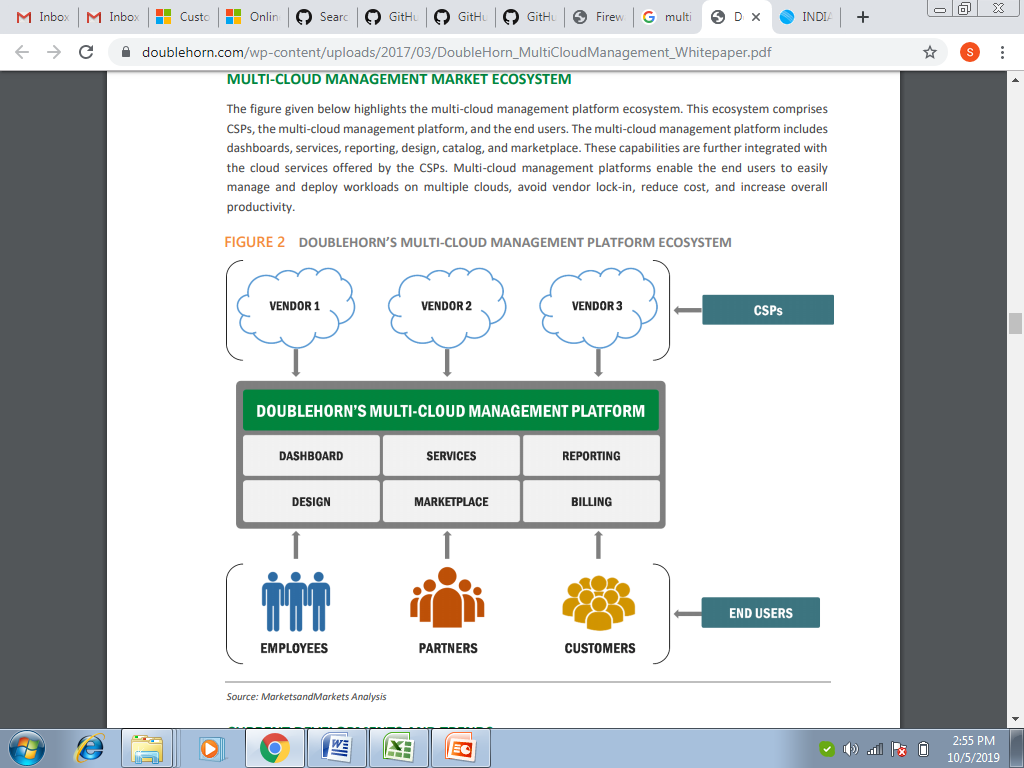 Inbox
Inbox
Custo
Onlin
Searc
GitHu
GitHu
GitHu
Firew
multi
D
INDIA
doublehorn.com/wp-content/uploads/2017/03/DoubleHorn_MultiCloudManagement_Whitepaper.pdf
S
MULTI-CLOUD MANAGEMENT MARKET ECOSYSTEM
The figure given below highlights the multi-cloud management platform ecosystem. This ecosystem comprises
CSPs, the multi-cloud management platform, and the end users. The multi-cloud management platform includes
dashboards, services, reporting, design, catalog, and marketplace. These capabilities are further integrated with
the cloud services offered by the CSPs. Multi-cloud management platforms enable the end users to easily
manage and deploy workloads on multiple clouds, avoid vendor lock-in, reduce cost, and increase overall
productivity.
FIGURE 2 DOUBLEHORN'S MULTI-CLOUD MANAGEMENT PLATFORM ECOSYSTEM
VENDOR 1
VENDOR 2
VENDOR 3
CSPs
DOUBLEHORN'S MULTI-CLOUD MANAGEMENT PLATFORM
DASHBOARD
SERVICES
REPORTING
DESIGN
MARKETPLACE
BILLING
END USERS
EMPLOYEES
PARTNERS
CUSTOMERS
Source: MarketsandMarkets Analysis
CURRENT DEVELOPMENTS AND TRENDS
2:55 PM
10/5/2019